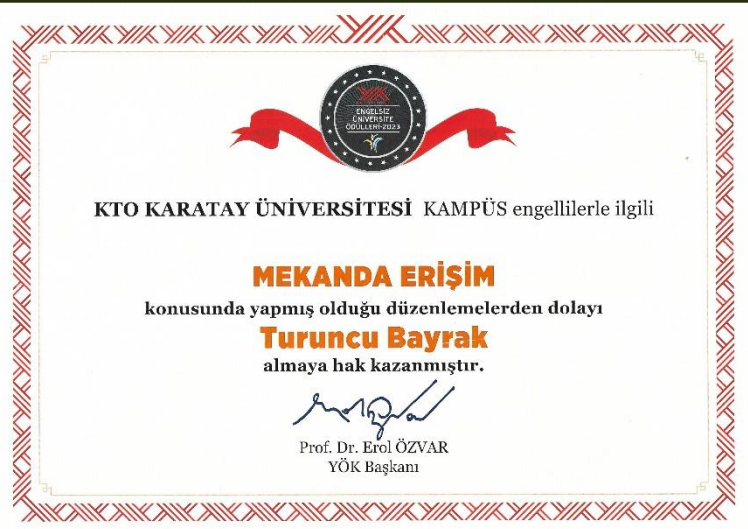 ENGELSİZ
ÜNİVERSİTE
ÖDÜLLERİ-2023
KTO KARATAY ÜNİVERSİTESİ KAMPÜS engellilerle ilgili
MEKANDA ERİŞİM
konusunda yapmış olduğu düzenlemelerden dolayı
Turuncu Bayrak
almaya hak kazanmıştır.
Prof. Dr. Erol ÖZVAR
YÖK Başkanı